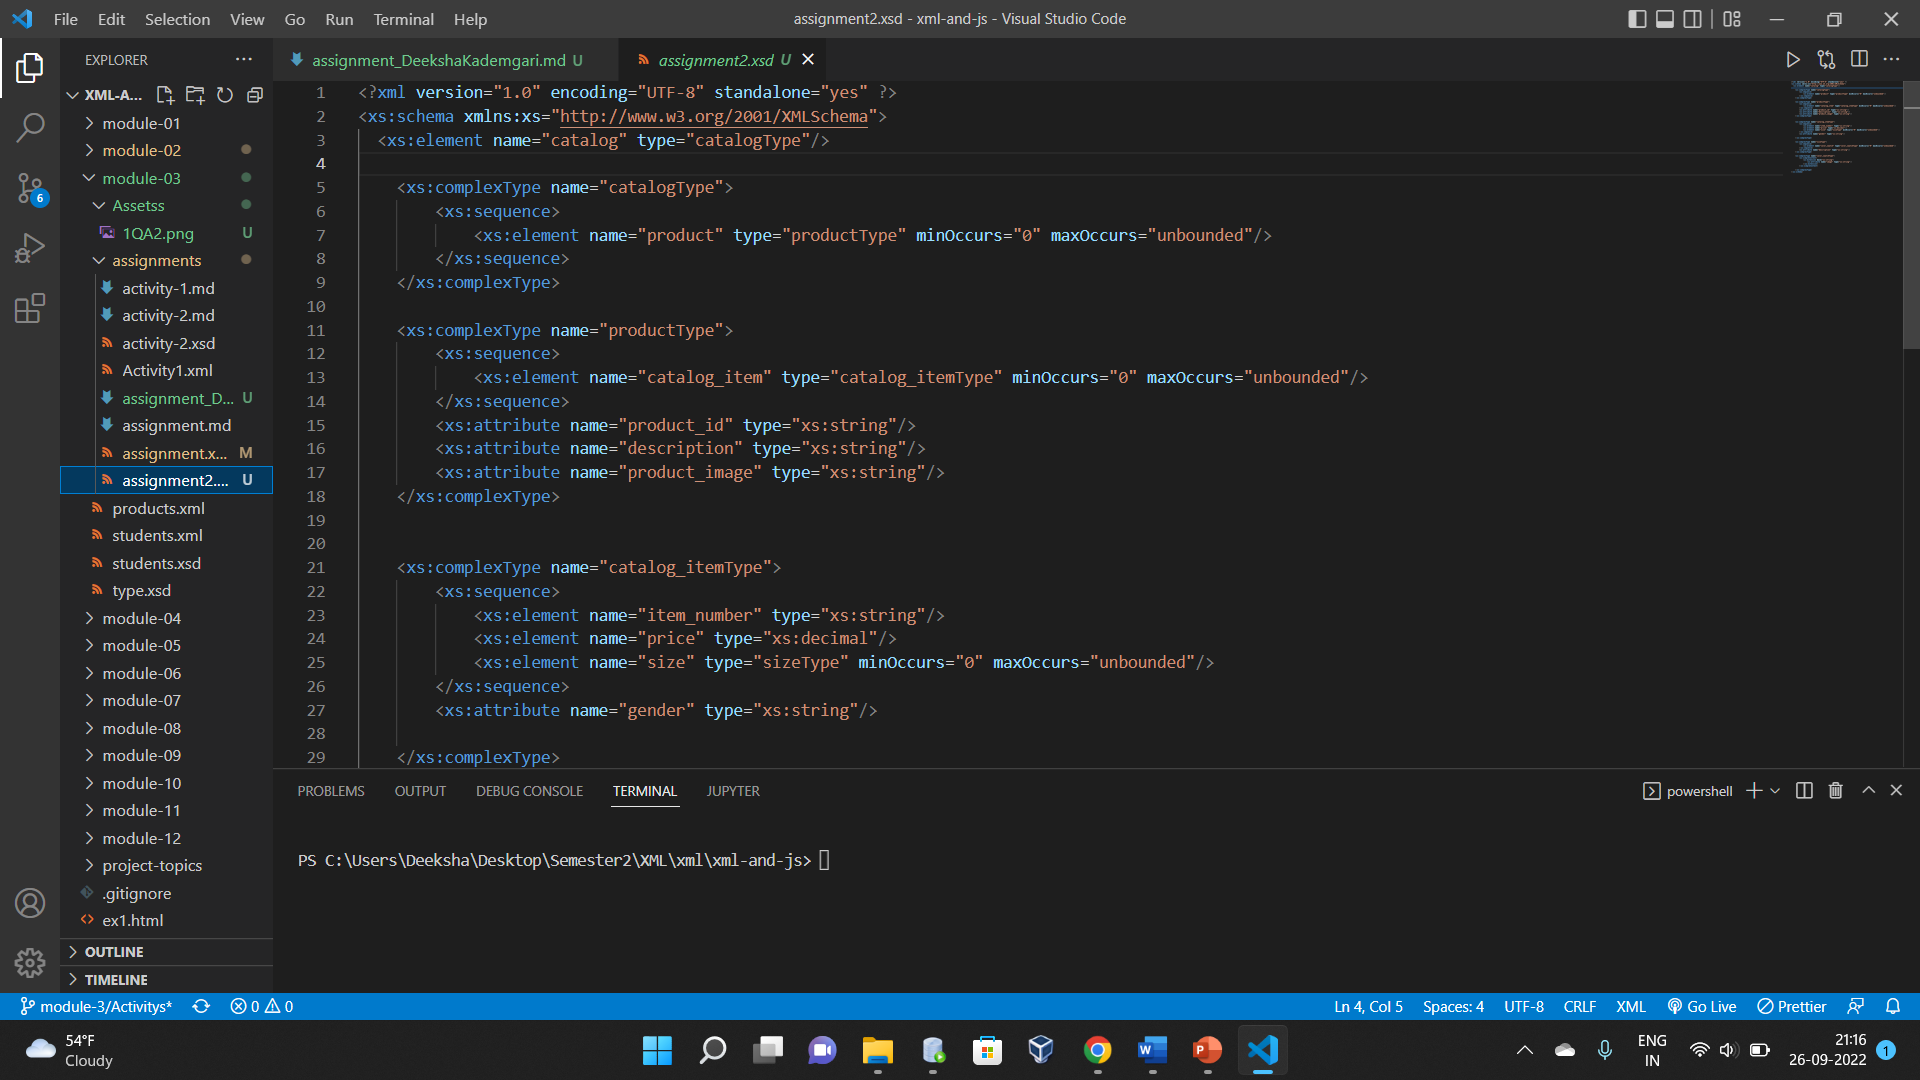 File Edit Selection View Go Run Terminal Help
assignment2.xsd - xml-and-js - Visual Studio Code
EXPLORER
XML-A...
module-01
module-02
module-03
Assetss
1QA2.png U
assignments
activity-1.md
activity-2.md
activity-2.xsd
Activity1.xml
assignment_D... U
assignment.md
assignment.x... M
assignment2.... U
products.xml
students.xml
students.xsd
type.xsd
module-04
module-05
module-06
module-07
module-08
module-09
module-10
module-11
module-12
project-topics
.gitignore
ex1.html
OUTLINE
TIMELINE
6
assignment_DeekshaKademgari.md U
assignment2.xsd U
1 <?xml version="1.0" encoding="UTF-8" standalone="yes" ?>
2 <xs:schema xmlns:xs="http://www.w3.org/2001/XMLSchema">
3 <xs:element name="catalog" type="catalogType"/>
4
5 <xs:complexType name="catalogType">
6 <xs:sequence>
7 <xs:element name="product" type="productType" minOccurs="0" maxOccurs="unbounded"/>
8 </xs:sequence>
9 </xs:complexType>
10
11 <xs:complexType name="productType">
12 <xs:sequence>
13 <xs:element name="catalog_item" type="catalog_itemType" minOccurs="0" maxOccurs="unbounded"/>
14 </xs:sequence>
15 <xs:attribute name="product_id" type="xs:string"/>
16 <xs:attribute name="description" type="xs:string"/>
17 <xs:attribute name="product_image" type="xs:string"/>
18 </xs:complexType>
19
20
21 <xs:complexType name="catalog_itemType">
22 <xs:sequence>
23 <xs:element name="item_number" type="xs:string"/>
24 <xs:element name="price" type="xs:decimal"/>
25 <xs:element name="size" type="sizeType" minOccurs="0" maxOccurs="unbounded"/>
26 </xs:sequence>
27 <xs:attribute name="gender" type="xs:string"/>
28
29 </xs:complexType>
PROBLEMS OUTPUT DEBUG CONSOLE TERMINAL JUPYTER
powershell
PS C:\Users\Deeksha\Desktop\Semester2\XML\xml\xml-and-js>
module-3/Activitys* 0 0
Ln 4, Col 5 Spaces: 4 UTF-8 CRLF XML Go Live Prettier
54°F
Cloudy
ENG
IN
21:16
26-09-2022
1